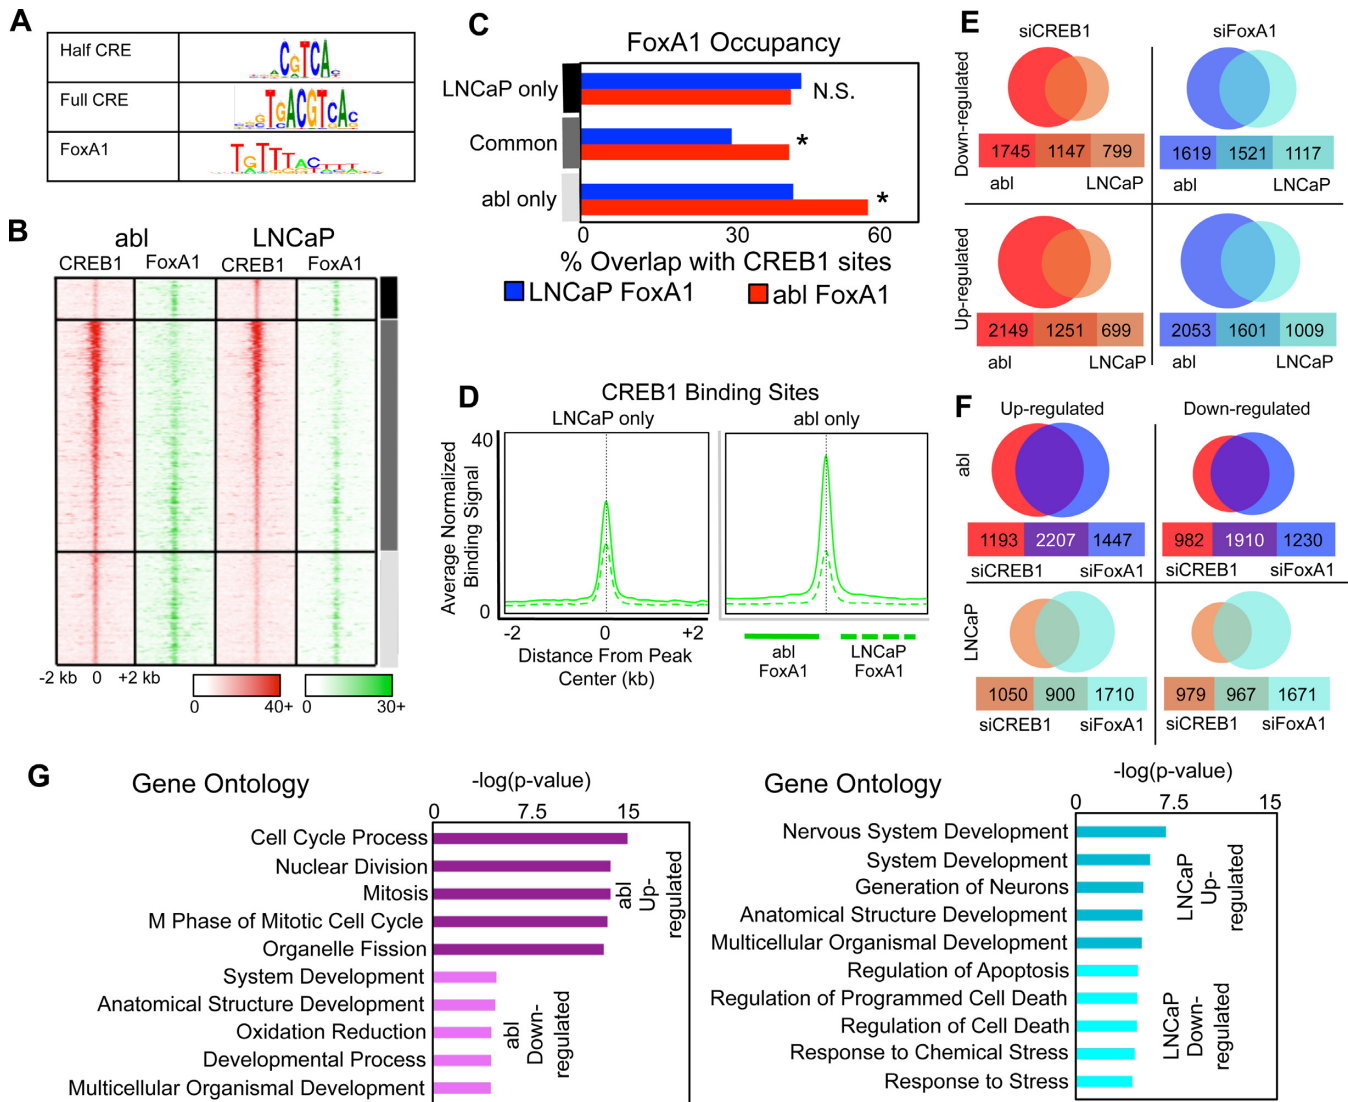 A
Half CRE
CGTCA
Full CRE
TGACGTCAC
FoxA1
TGTTTAC
B
abl
LNCaP
CREB1
FoxA1
CREB1
FoxA1
-2 kb
0
+2 kb
0
40+
0
30+
C
FoxA1 Occupancy
LNCaP only
N.S.
Common
*
abl only
*
0
30
60
% Overlap with CREB1 sites
LNCaP FoxA1
abl FoxA1
D
CREB1 Binding Sites
LNCaP only
abl only
40
0
Average Normalized
Binding Signal
-2
0
+2
Distance From Peak
Center (kb)
abl
FoxA1
LNCaP
FoxA1
E
siCREB1
siFoxA1
Down-regulated
1745 1147 799
abl
LNCaP
1619 1521 1117
abl
LNCaP
Up-regulated
2149 1251 699
abl
LNCaP
2053 1601 1009
abl
LNCaP
F
Up-regulated
Down-regulated
abl
1193 2207 1447
siCREB1
siFoxA1
982 1910 1230
siCREB1
siFoxA1
LNCaP
1050 900 1710
siCREB1
siFoxA1
979 967 1671
siCREB1
siFoxA1
G
Gene Ontology
-log(p-value)
0
7.5
15
Cell Cycle Process
Nuclear Division
Mitosis
M Phase of Mitotic Cell Cycle
Organelle Fission
abl
Up-
regulated
System Development
Anatomical Structure Development
Oxidation Reduction
Developmental Process
Multicellular Organismal Development
abl
Down-
regulated
Gene Ontology
-log(p-value)
0
7.5
15
Nervous System Development
System Development
Generation of Neurons
Anatomical Structure Development
Multicellular Organismal Development
LNCaP
Up-
regulated
Regulation of Apoptosis
Regulation of Programmed Cell Death
Regulation of Cell Death
Response to Chemical Stress
Response to Stress
LNCaP
Down-
regulated